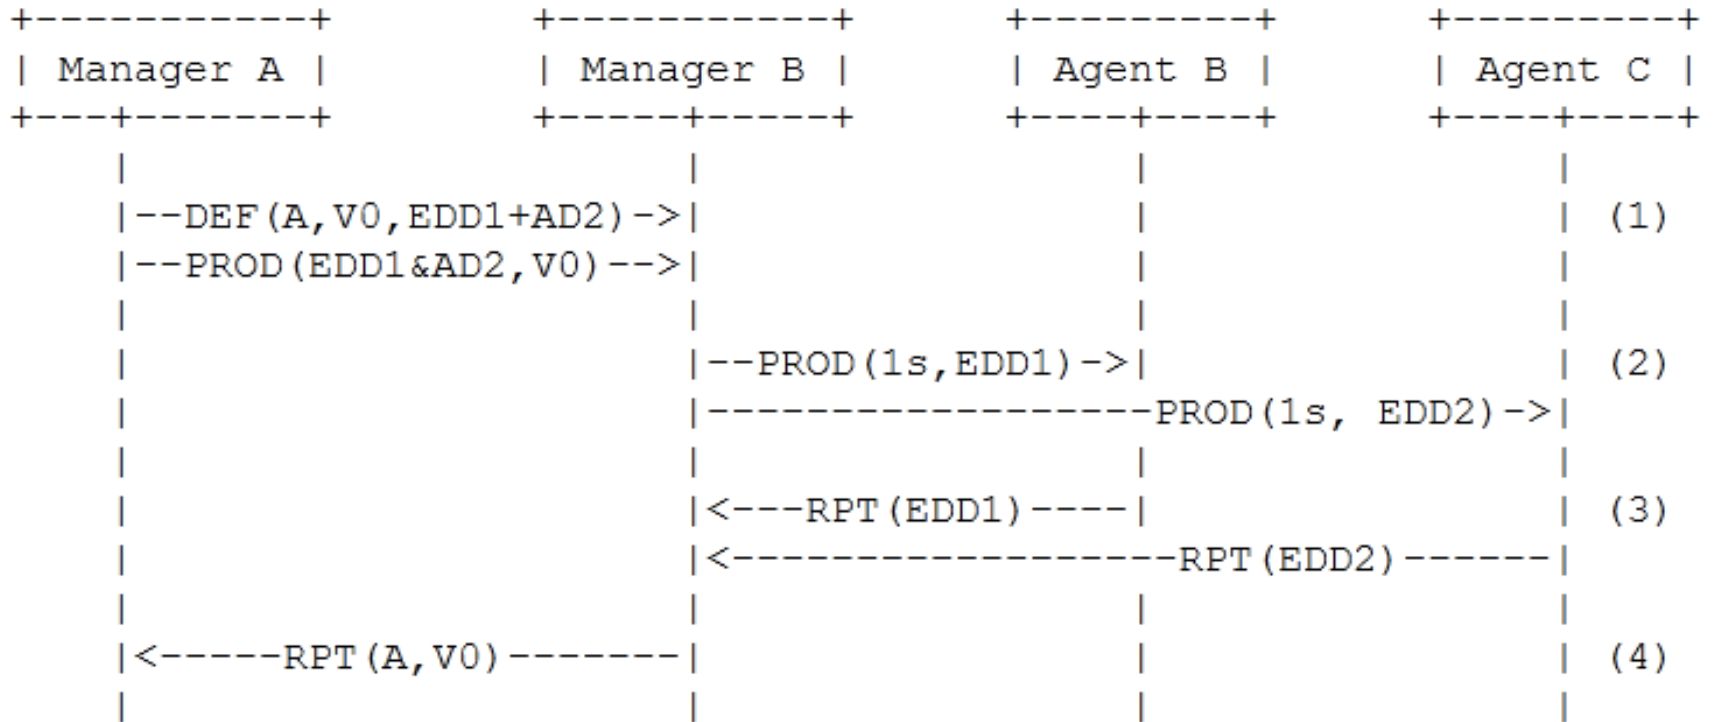 +-----------+ +-----------+ +---------+ +---------+
| Manager A | | Manager B | | Agent B | | Agent C |
+---+-------+ +-----+-----+ +----+----+ +----+----+
| | | |
|--DEF(A,V0,EDD1+AD2)->| | | (1)
|--PROD(EDD1&AD2,V0)-->| | |
| | | |
| |--PROD(1s,EDD1)->| | (2)
| |------------------PROD(1s, EDD2)->|
| | | |
| |<---RPT(EDD1)----| | (3)
| |<------------------RPT(EDD2)------|
| | | |
|<-----RPT(A,V0)-------| | | (4)
| | | |